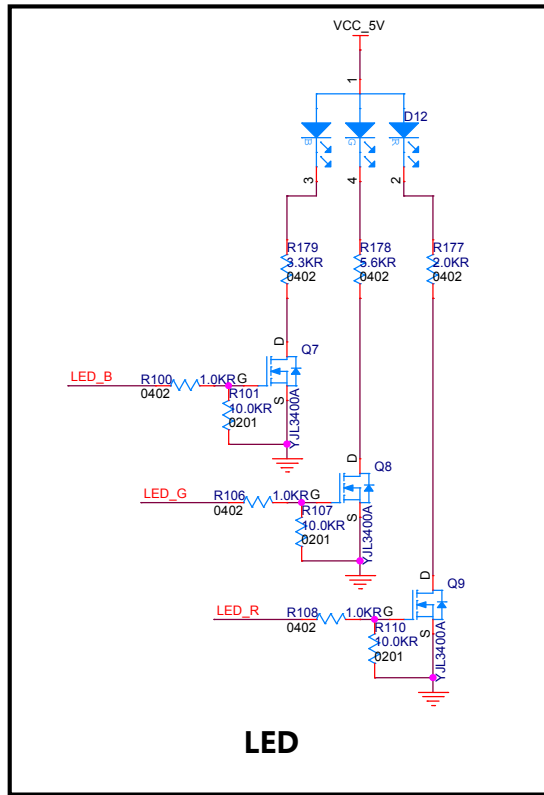 VCC_5V
1
D12
B
G
R
3
4
2
R179
3.3KR
0402
R178
5.6KR
0402
R177
2.0KR
0402
D
Q7
LED_B
R100
1.0KR
G
0402
R101
10.0KR
0201
S
YJL3400A
D
Q8
LED_G
R106
1.0KR
G
0402
R107
10.0KR
0201
S
YJL3400A
D
Q9
LED_R
R108
1.0KR
G
0402
R110
10.0KR
0201
S
YJL3400A
LED